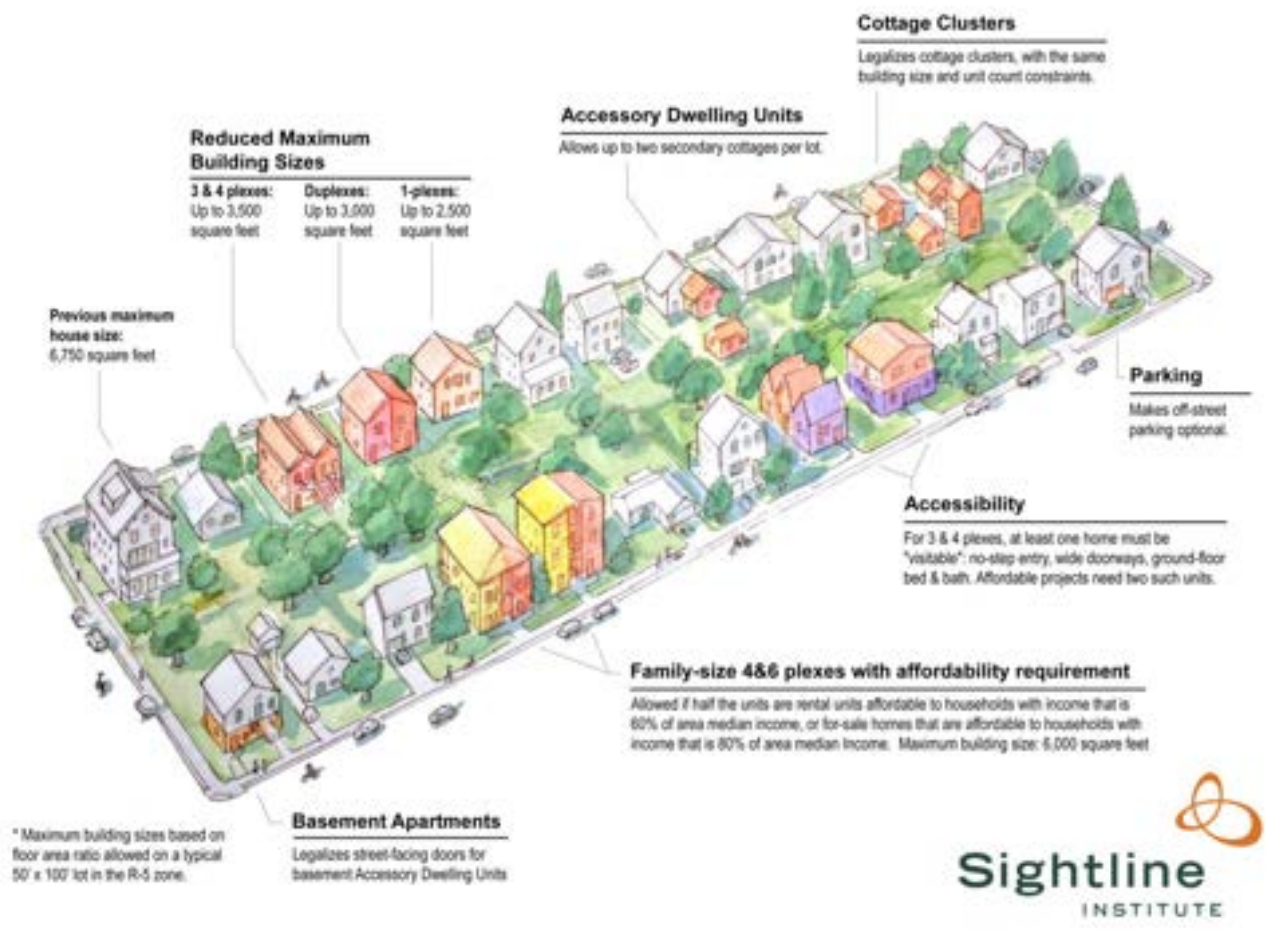 Cottage Clusters
Legalizes cottage clusters, with the same
building size and unit count constraints.
Accessory Dwelling Units
Allows up to two secondary cottages per lot.
Reduced Maximum
Building Sizes
3 & 4 plexes:
Up to 3,500
square feet
Duplexes:
Up to 3,000
square feet
1-plexes:
Up to 2,500
square feet
Previous maximum
house size:
6,750 square feet
Parking
Makes off-street
parking optional.
Accessibility
For 3 & 4 plexes, at least one home must be
"visitable": no-step entry, wide doorways, ground-floor
bed & bath. Affordable projects need two such units.
Family-size 4&6 plexes with affordability requirement
Allowed if half the units are rental units affordable to households with income that is
60% of area median income, or for-sale homes that are affordable to households with
income that is 80% of area median Income. Maximum building size: 6,000 square feet
Basement Apartments
Legalizes street-facing doors for
basement Accessory Dwelling Units
* Maximum building sizes based on
floor area ratio allowed on a typical
50' x 100' lot in the R-5 zone.
Sightline
INSTITUTE